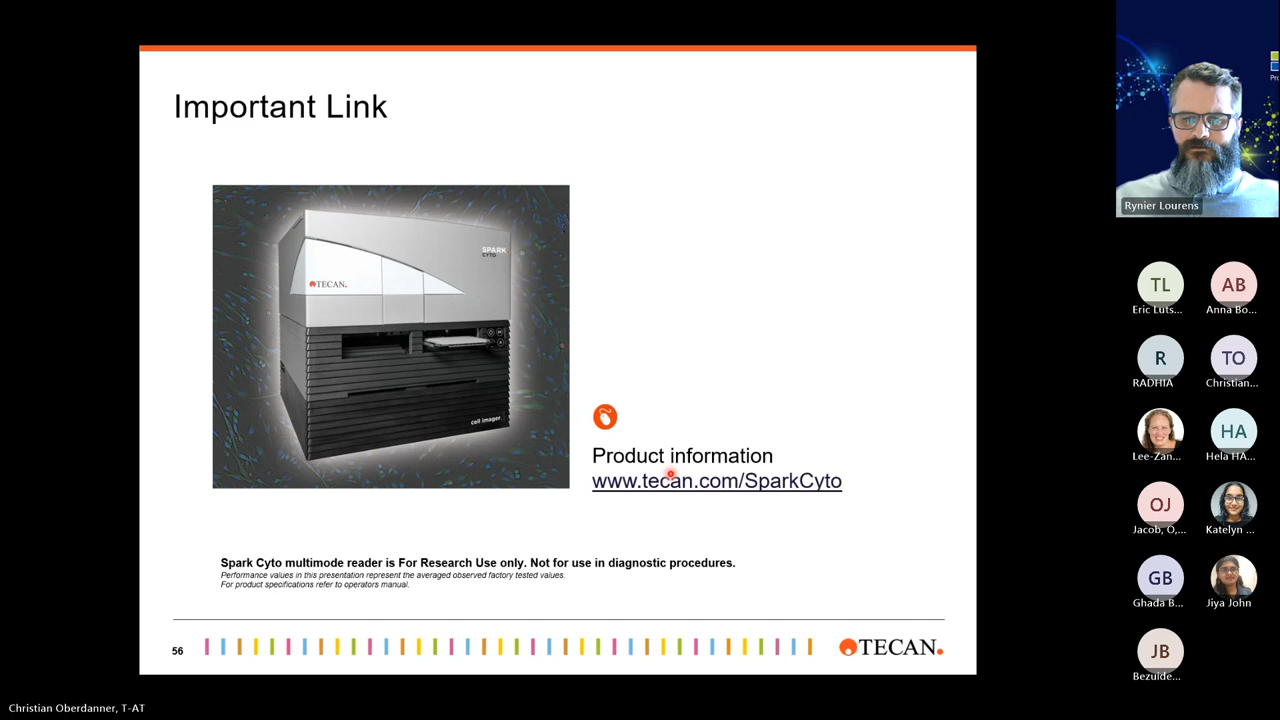 Important Link
SPARK
CYTO
TECAN.
cell imager
Product information
www.tecan.com/SparkCyto
Spark Cyto multimode reader is For Research Use only. Not for use in diagnostic procedures.
Performance values in this presentation represent the averaged observed factory tested values.
For product specifications refer to operators manual.
56
TECAN.
Christian Oberdanner, T-AT
Rynier Lourens
TL
AB
Eric Luts...
Anna Bo...
R
TO
RADHIA
Christian...
HA
Lee-Zan...
Hela HA...
OJ
Jacob, O,...
Katelyn ...
GB
Ghada B...
Jiya John
JB
Bezuide...